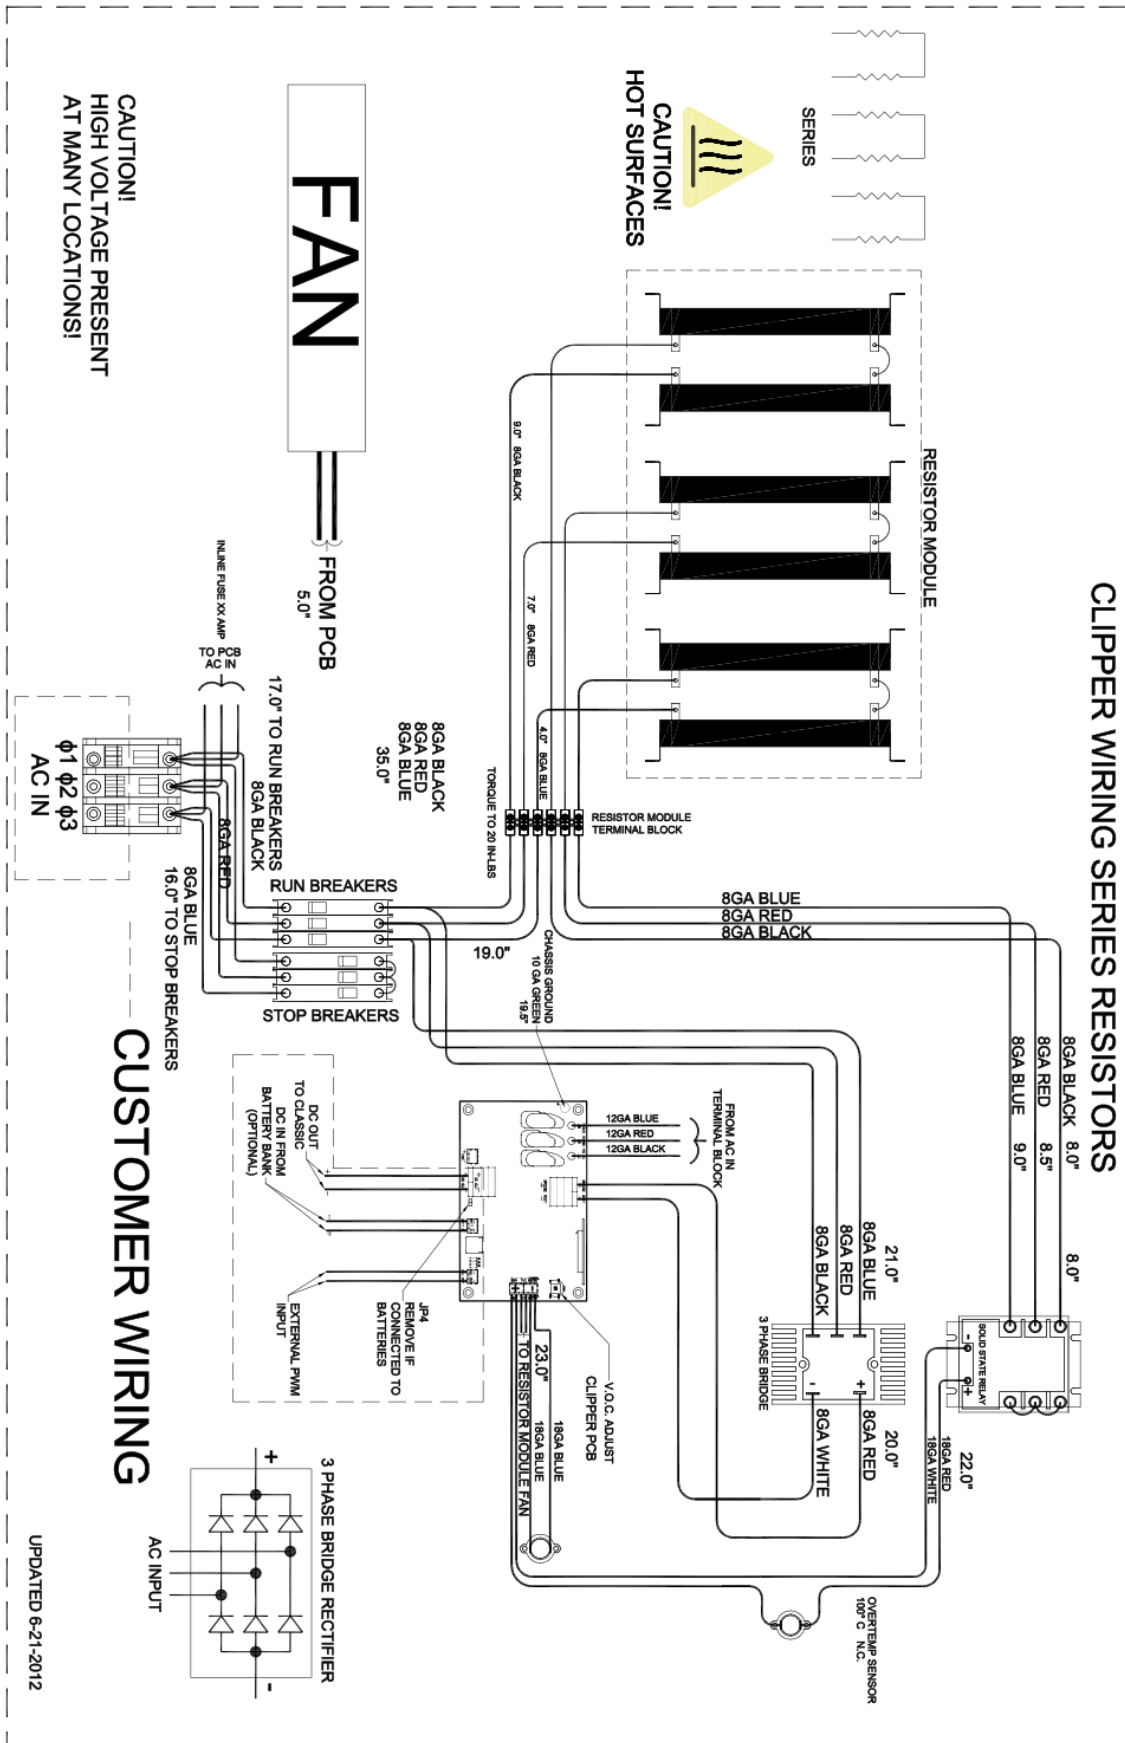 CLIPPER WIRING SERIES RESISTORS
SERIES
CAUTION!
HOT SURFACES
RESISTOR MODULE
FAN
FROM PCB
5.0"
CAUTION!
HIGH VOLTAGE PRESENT
AT MANY LOCATIONS!
9.0" 8GA BLACK
7.0" 8GA RED
4.0" 8GA BLUE
RESISTOR MODULE
TERMINAL BLOCK
TORQUE TO 20 IN-LBS
8GA BLACK
8GA RED
8GA BLUE
35.0"
INLINE FUSE XX AMP
TO PCB
AC IN
17.0" TO RUN BREAKERS
8GA BLACK
8GA RED
8GA BLUE
16.0" TO STOP BREAKERS
ϕ1 ϕ2 ϕ3
AC IN
RUN BREAKERS
STOP BREAKERS
19.0"
CHASSIS GROUND
10 GA GREEN
19.5"
8GA BLUE
8GA RED
8GA BLACK
8GA BLACK 8.0"
8GA RED 8.5"
8GA BLUE 9.0"
8.0"
SOLID STATE RELAY
- +
22.0"
18GA RED
18GA WHITE
FROM AC IN
TERMINAL BLOCK
12GA BLUE
12GA RED
12GA BLACK
21.0"
8GA BLUE
8GA RED
8GA BLACK
3 PHASE BRIDGE
+
-
20.0"
8GA RED
8GA WHITE
CUSTOMER WIRING
DC OUT
TO CLASSIC
DC IN FROM
BATTERY BANK
(OPTIONAL)
EXTERNAL PWM
INPUT
JP4
REMOVE IF
CONNECTED TO
BATTERIES
V.O.C. ADJUST
CLIPPER PCB
23.0"
18GA BLUE
18GA BLUE
TO RESISTOR MODULE FAN
OVERTEMP SENSOR
100° C N.C.
3 PHASE BRIDGE RECTIFIER
+
-
AC INPUT
UPDATED 6-21-2012